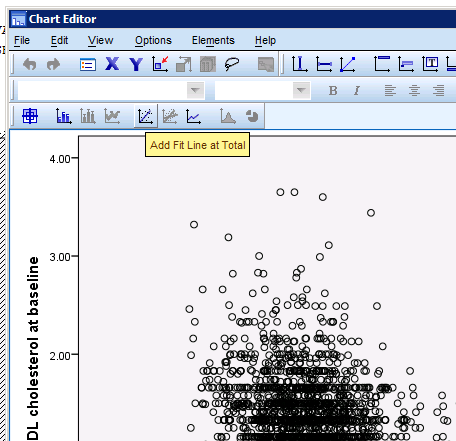 Chart Editor
File Edit View Options Elements Help
X Y T
B I
Add Fit Line at Total
4.00
3.00
2.00
DL cholesterol at baseline